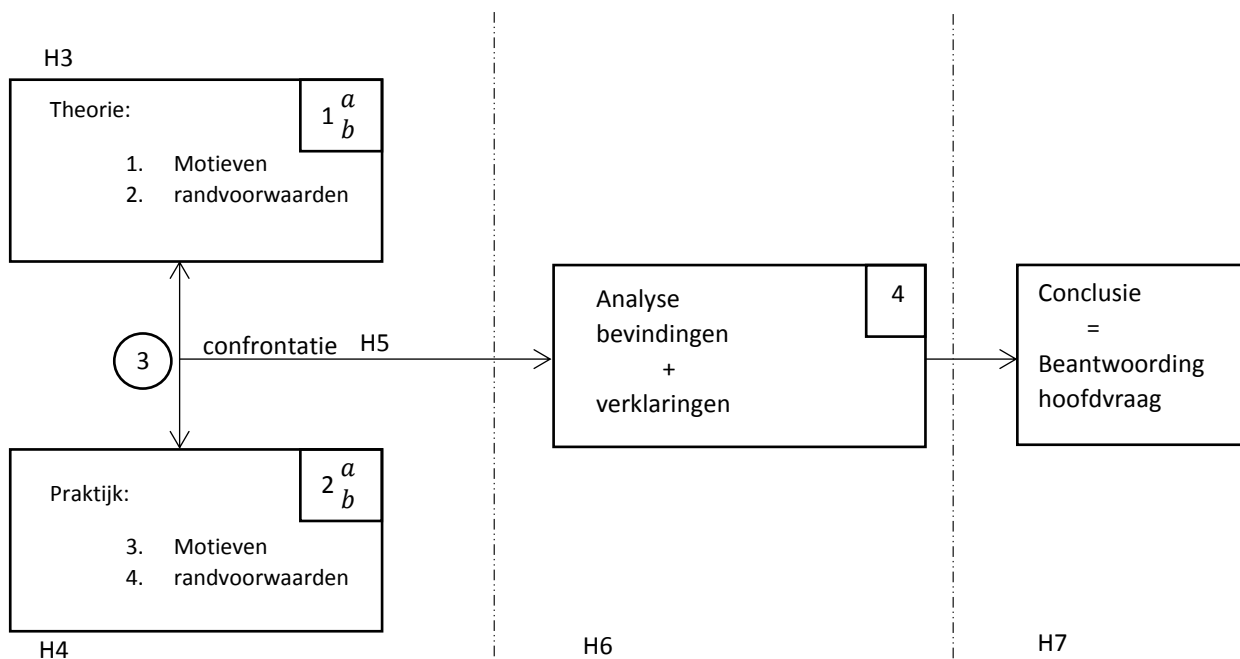 H3
Theorie:
1 a
b
1. Motieven
2. randvoorwaarden
3
confrontatie H5
Praktijk:
2 a
b
3. Motieven
4. randvoorwaarden
H4
Analyse
bevindingen
+
verklaringen
4
H6
Conclusie
=
Beantwoording
hoofdvraag
H7